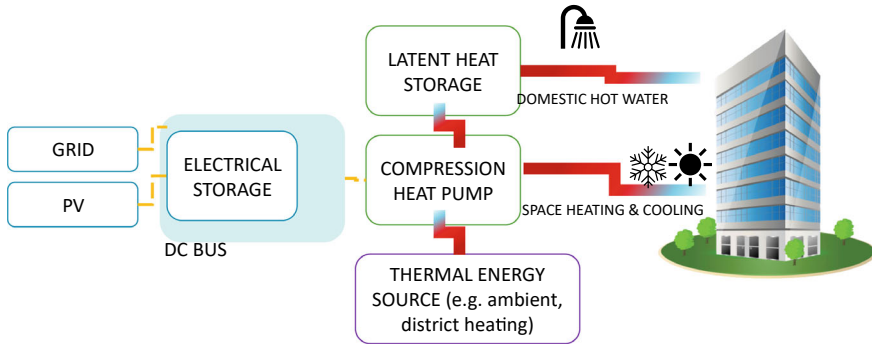 LATENT HEAT
STORAGE
DOMESTIC HOT WATER
GRID
PV
ELECTRICAL
STORAGE
DC BUS
COMPRESSION
HEAT PUMP
SPACE HEATING & COOLING
THERMAL ENERGY
SOURCE (e.g. ambient,
district heating)